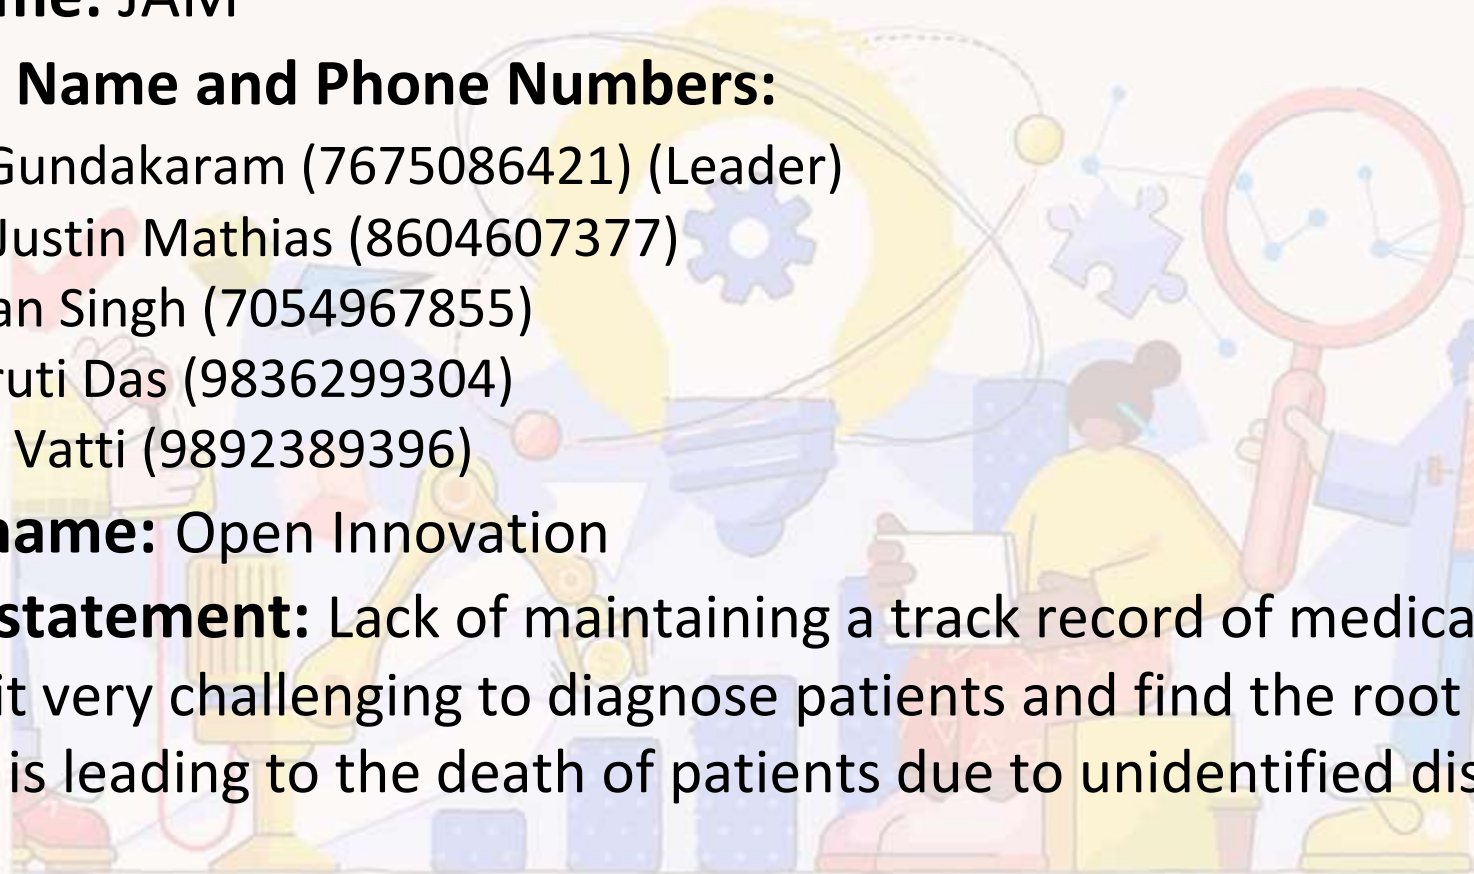 me: JAM
Name and Phone Numbers:
Gundakaram (7675086421) (Leader)
Justin Mathias (8604607377)
an Singh (7054967855)
ruti Das (9836299304)
Vatti (9892389396)
name: Open Innovation
statement: Lack of maintaining a track record of medica
it very challenging to diagnose patients and find the root
is leading to the death of patients due to unidentified dis